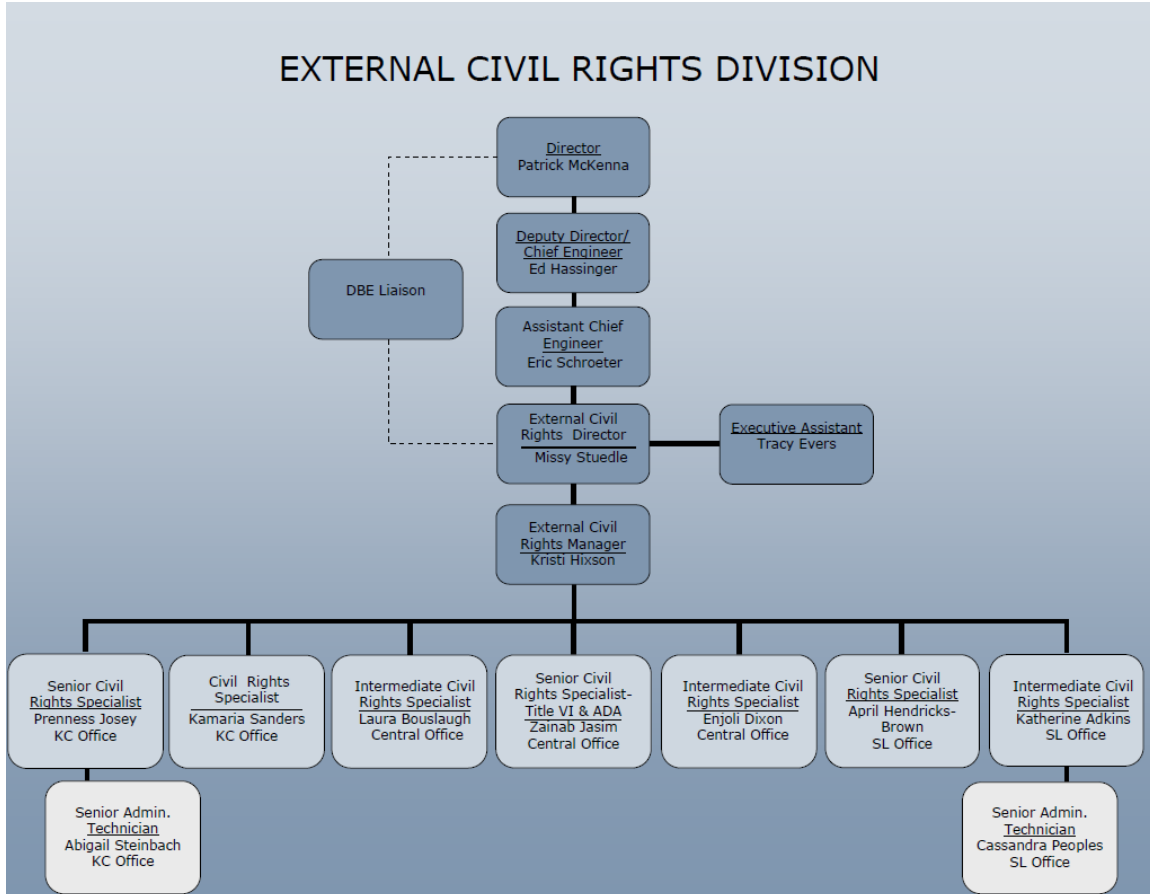 EXTERNAL CIVIL RIGHTS DIVISION
Director
Patrick McKenna
Deputy Director/
Chief Engineer
Ed Hassinger
DBE Liaison
Assistant Chief
Engineer
Eric Schroeter
External Civil
Rights Director
Missy Stuedle
Executive Assistant
Tracy Evers
External Civil
Rights Manager
Kristi Hixson
Senior Civil
Rights Specialist
Prenness Josey
KC Office
Civil Rights
Specialist
Kamaria Sanders
KC Office
Intermediate Civil
Rights Specialist
Laura Bouslaugh
Central Office
Senior Civil
Rights Specialist-
Title VI & ADA
Zainab Jasim
Central Office
Intermediate Civil
Rights Specialist
Enjoli Dixon
Central Office
Senior Civil
Rights Specialist
April Hendricks-
Brown
SL Office
Intermediate Civil
Rights Specialist
Katherine Adkins
SL Office
Senior Admin.
Technician
Abigail Steinbach
KC Office
Senior Admin.
Technician
Cassandra Peoples
SL Office